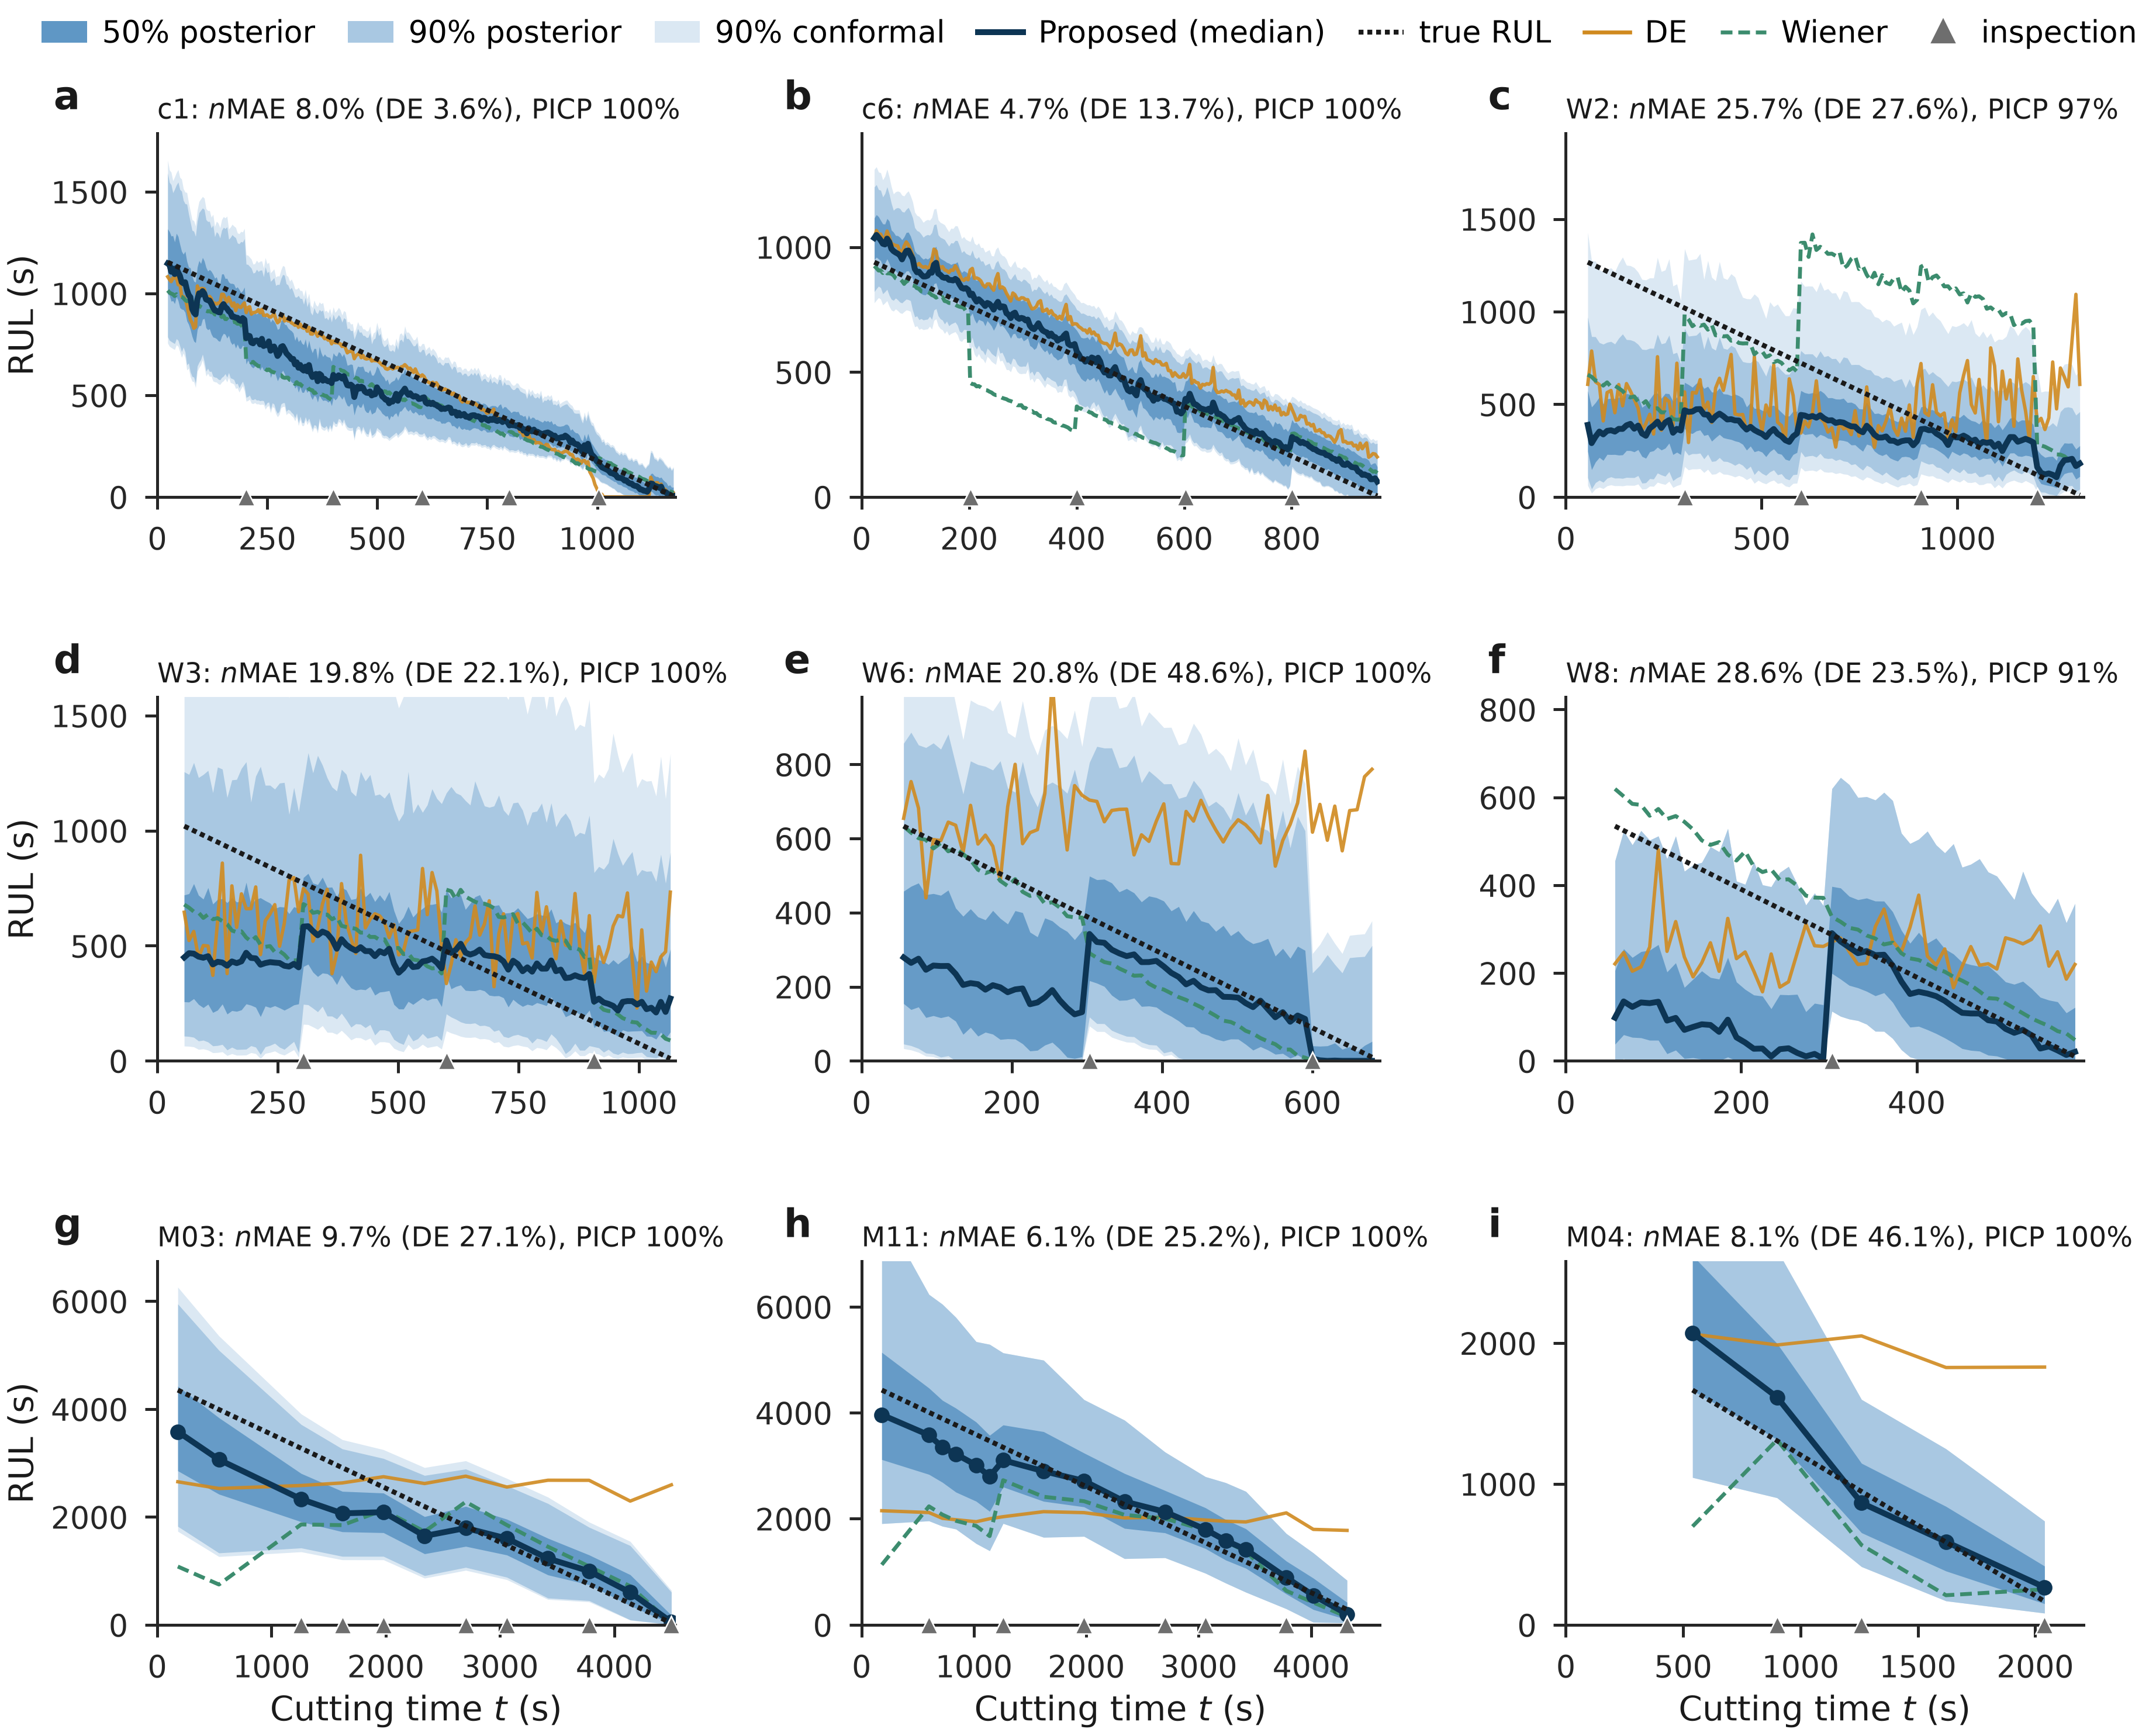 50% posterior 90% posterior 90% conformal Proposed (median) true RUL DE Wiener inspection
a
c1: nMAE 8.0% (DE 3.6%), PICP 100%
RUL (s)
1500
1000
500
0
0 250 500 750 1000
b
c6: nMAE 4.7% (DE 13.7%), PICP 100%
1000
500
0
0 200 400 600 800
c
W2: nMAE 25.7% (DE 27.6%), PICP 97%
1500
1000
500
0
0 500 1000
d
W3: nMAE 19.8% (DE 22.1%), PICP 100%
RUL (s)
1500
1000
500
0
0 250 500 750 1000
e
W6: nMAE 20.8% (DE 48.6%), PICP 100%
800
600
400
200
0
0 200 400 600
f
W8: nMAE 28.6% (DE 23.5%), PICP 91%
800
600
400
200
0
0 200 400
g
M03: nMAE 9.7% (DE 27.1%), PICP 100%
RUL (s)
6000
4000
2000
0
0 1000 2000 3000 4000
Cutting time t (s)
h
M11: nMAE 6.1% (DE 25.2%), PICP 100%
6000
4000
2000
0
0 1000 2000 3000 4000
Cutting time t (s)
i
M04: nMAE 8.1% (DE 46.1%), PICP 100%
2000
1000
0
0 500 1000 1500 2000
Cutting time t (s)